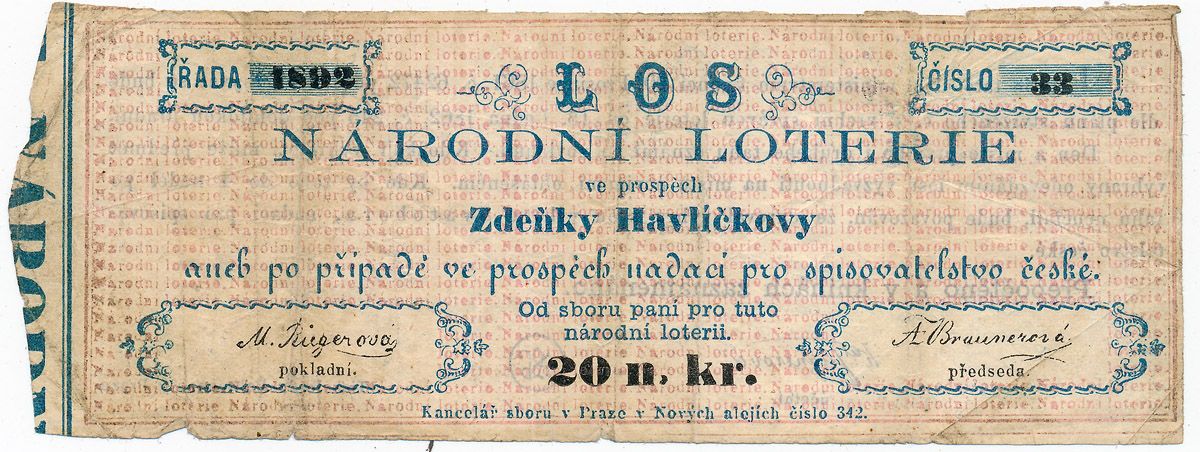 ŘADA 1892
LOS
ČÍSLO 33
NÁRODNÍ LOTERIE
ve prospěch
Zdeňky Havlíčkovy
aneb po případě ve prospěch nadací pro spisovatelstvo české.
Od sboru paní pro tuto
národní loterii.
M. Riegerová
pokladní.
20 n. kr.
A Braunerová
předseda.
Kancelář sboru v Praze v Nových alejích číslo 342.